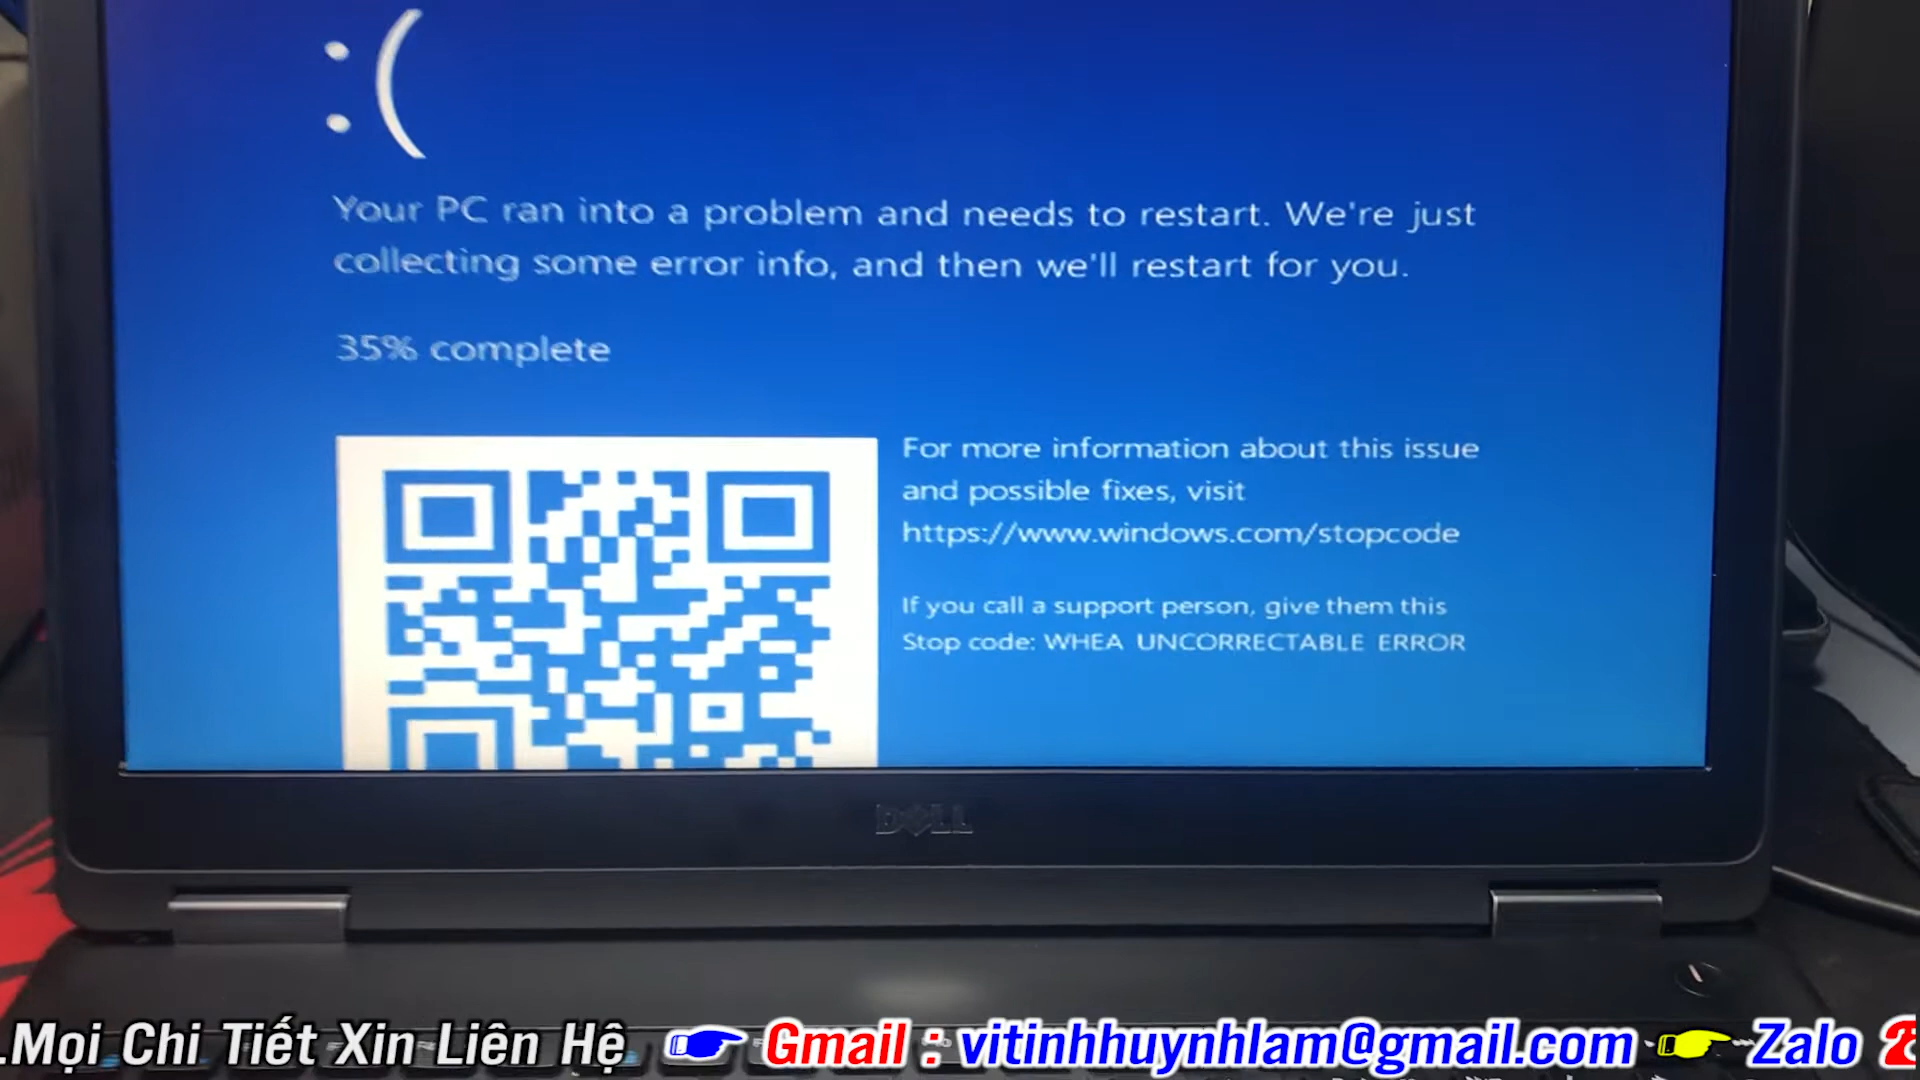 :(
Your PC ran into a problem and needs to restart. We're just
collecting some error info, and then we'll restart for you.
35% complete
For more information about this issue
and possible fixes, visit
https://www.windows.com/stopcode
If you call a support person, give them this
Stop code: WHEA UNCORRECTABLE ERROR
DELL
.Mọi Chi Tiết Xin Liên Hệ 👉 Gmail : vitinhhuynhlam@gmail.com 👉 Zalo